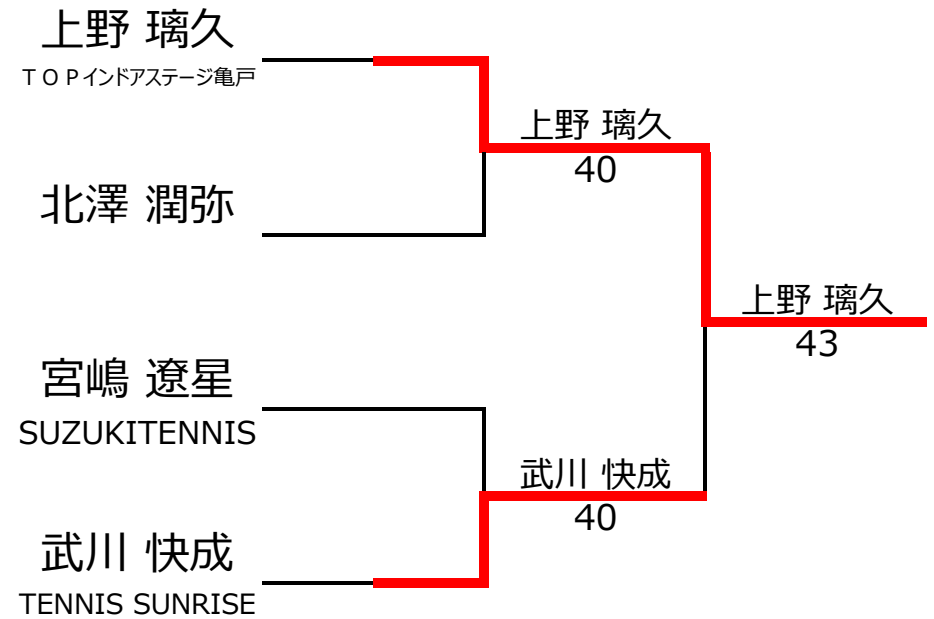 上野 璃久
ＴＯＰインドアステージ亀戸
北澤 潤弥
宮嶋 遼星
SUZUKITENNIS
武川 快成
TENNIS SUNRISE
上野 璃久
40
武川 快成
40
上野 璃久
43